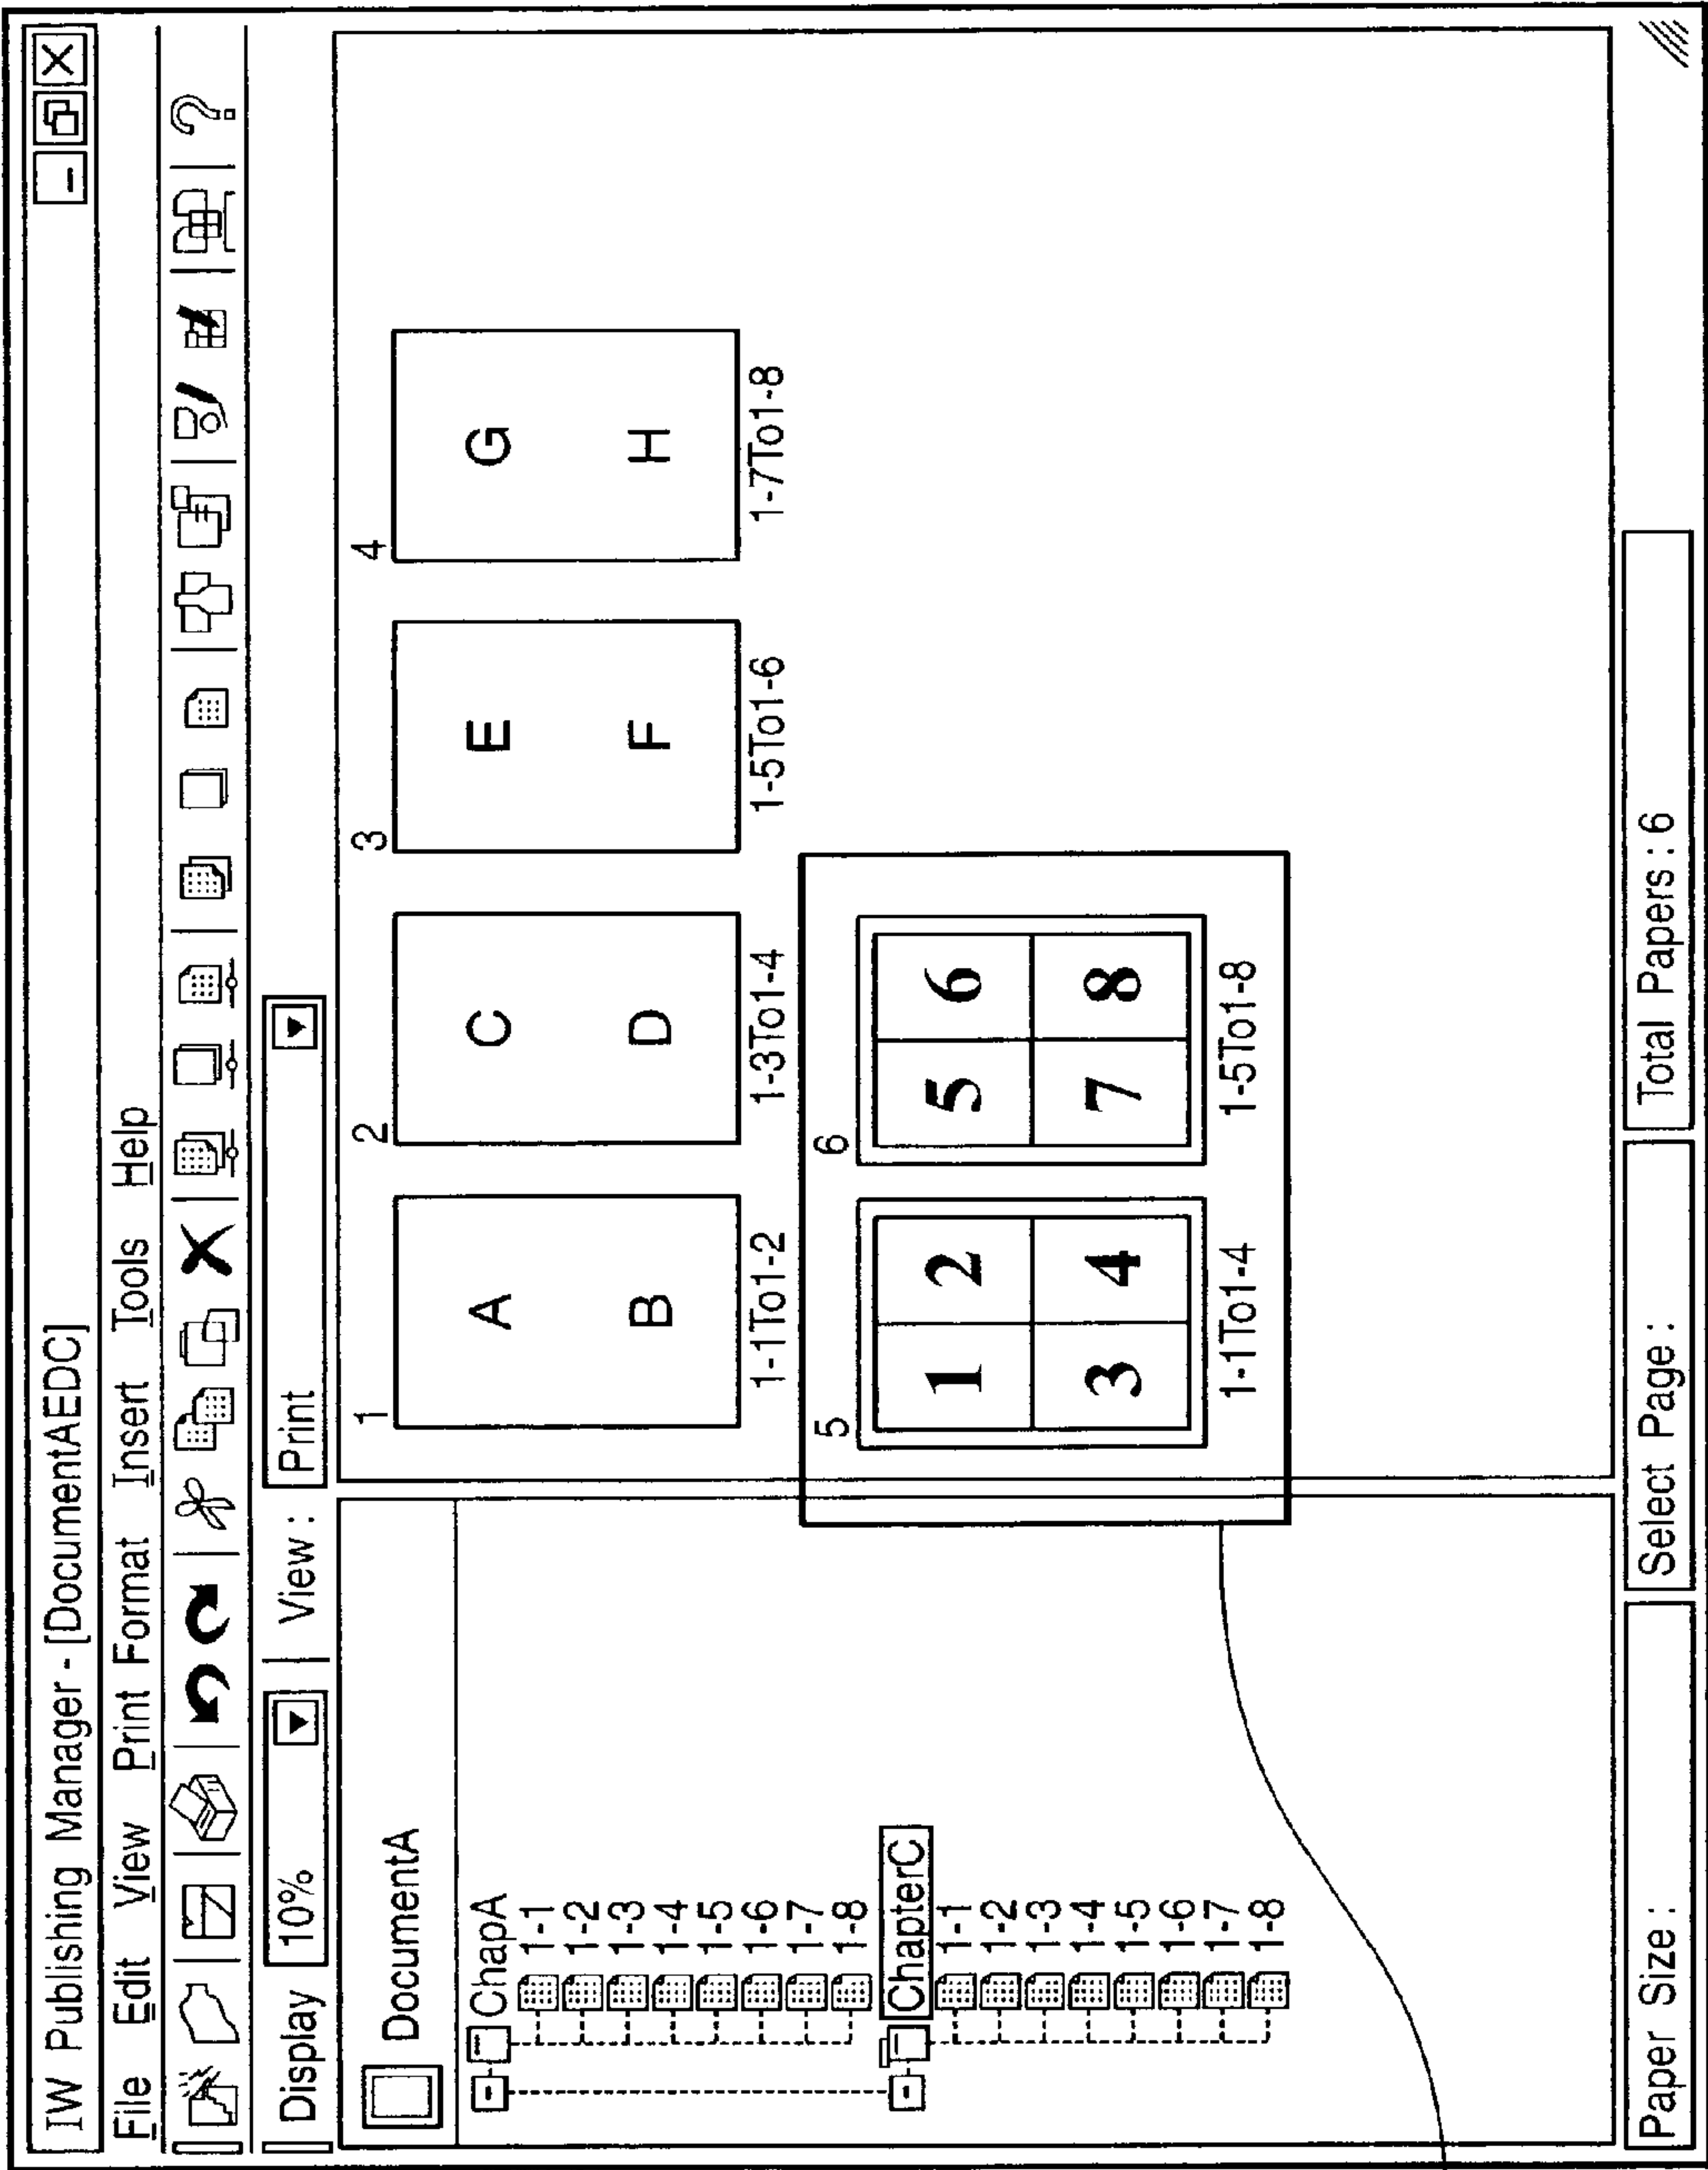 IW Publishing Manager - [DocumentAEDC]
File Edit View Print Format Insert Tools Help
Display 10% View : Print
DocumentA
ChapA
1-1
1-2
1-3
1-4
1-5
1-6
1-7
1-8
ChapterC
1-1
1-2
1-3
1-4
1-5
1-6
1-7
1-8
1 2 3 4
A C E G
B D F H
1-1To1-2 1-3To1-4 1-5To1-6 1-7To1-8
5 6
1 2 5 6
3 4 7 8
1-1To1-4 1-5To1-8
Paper Size : Select Page : Total Papers : 6